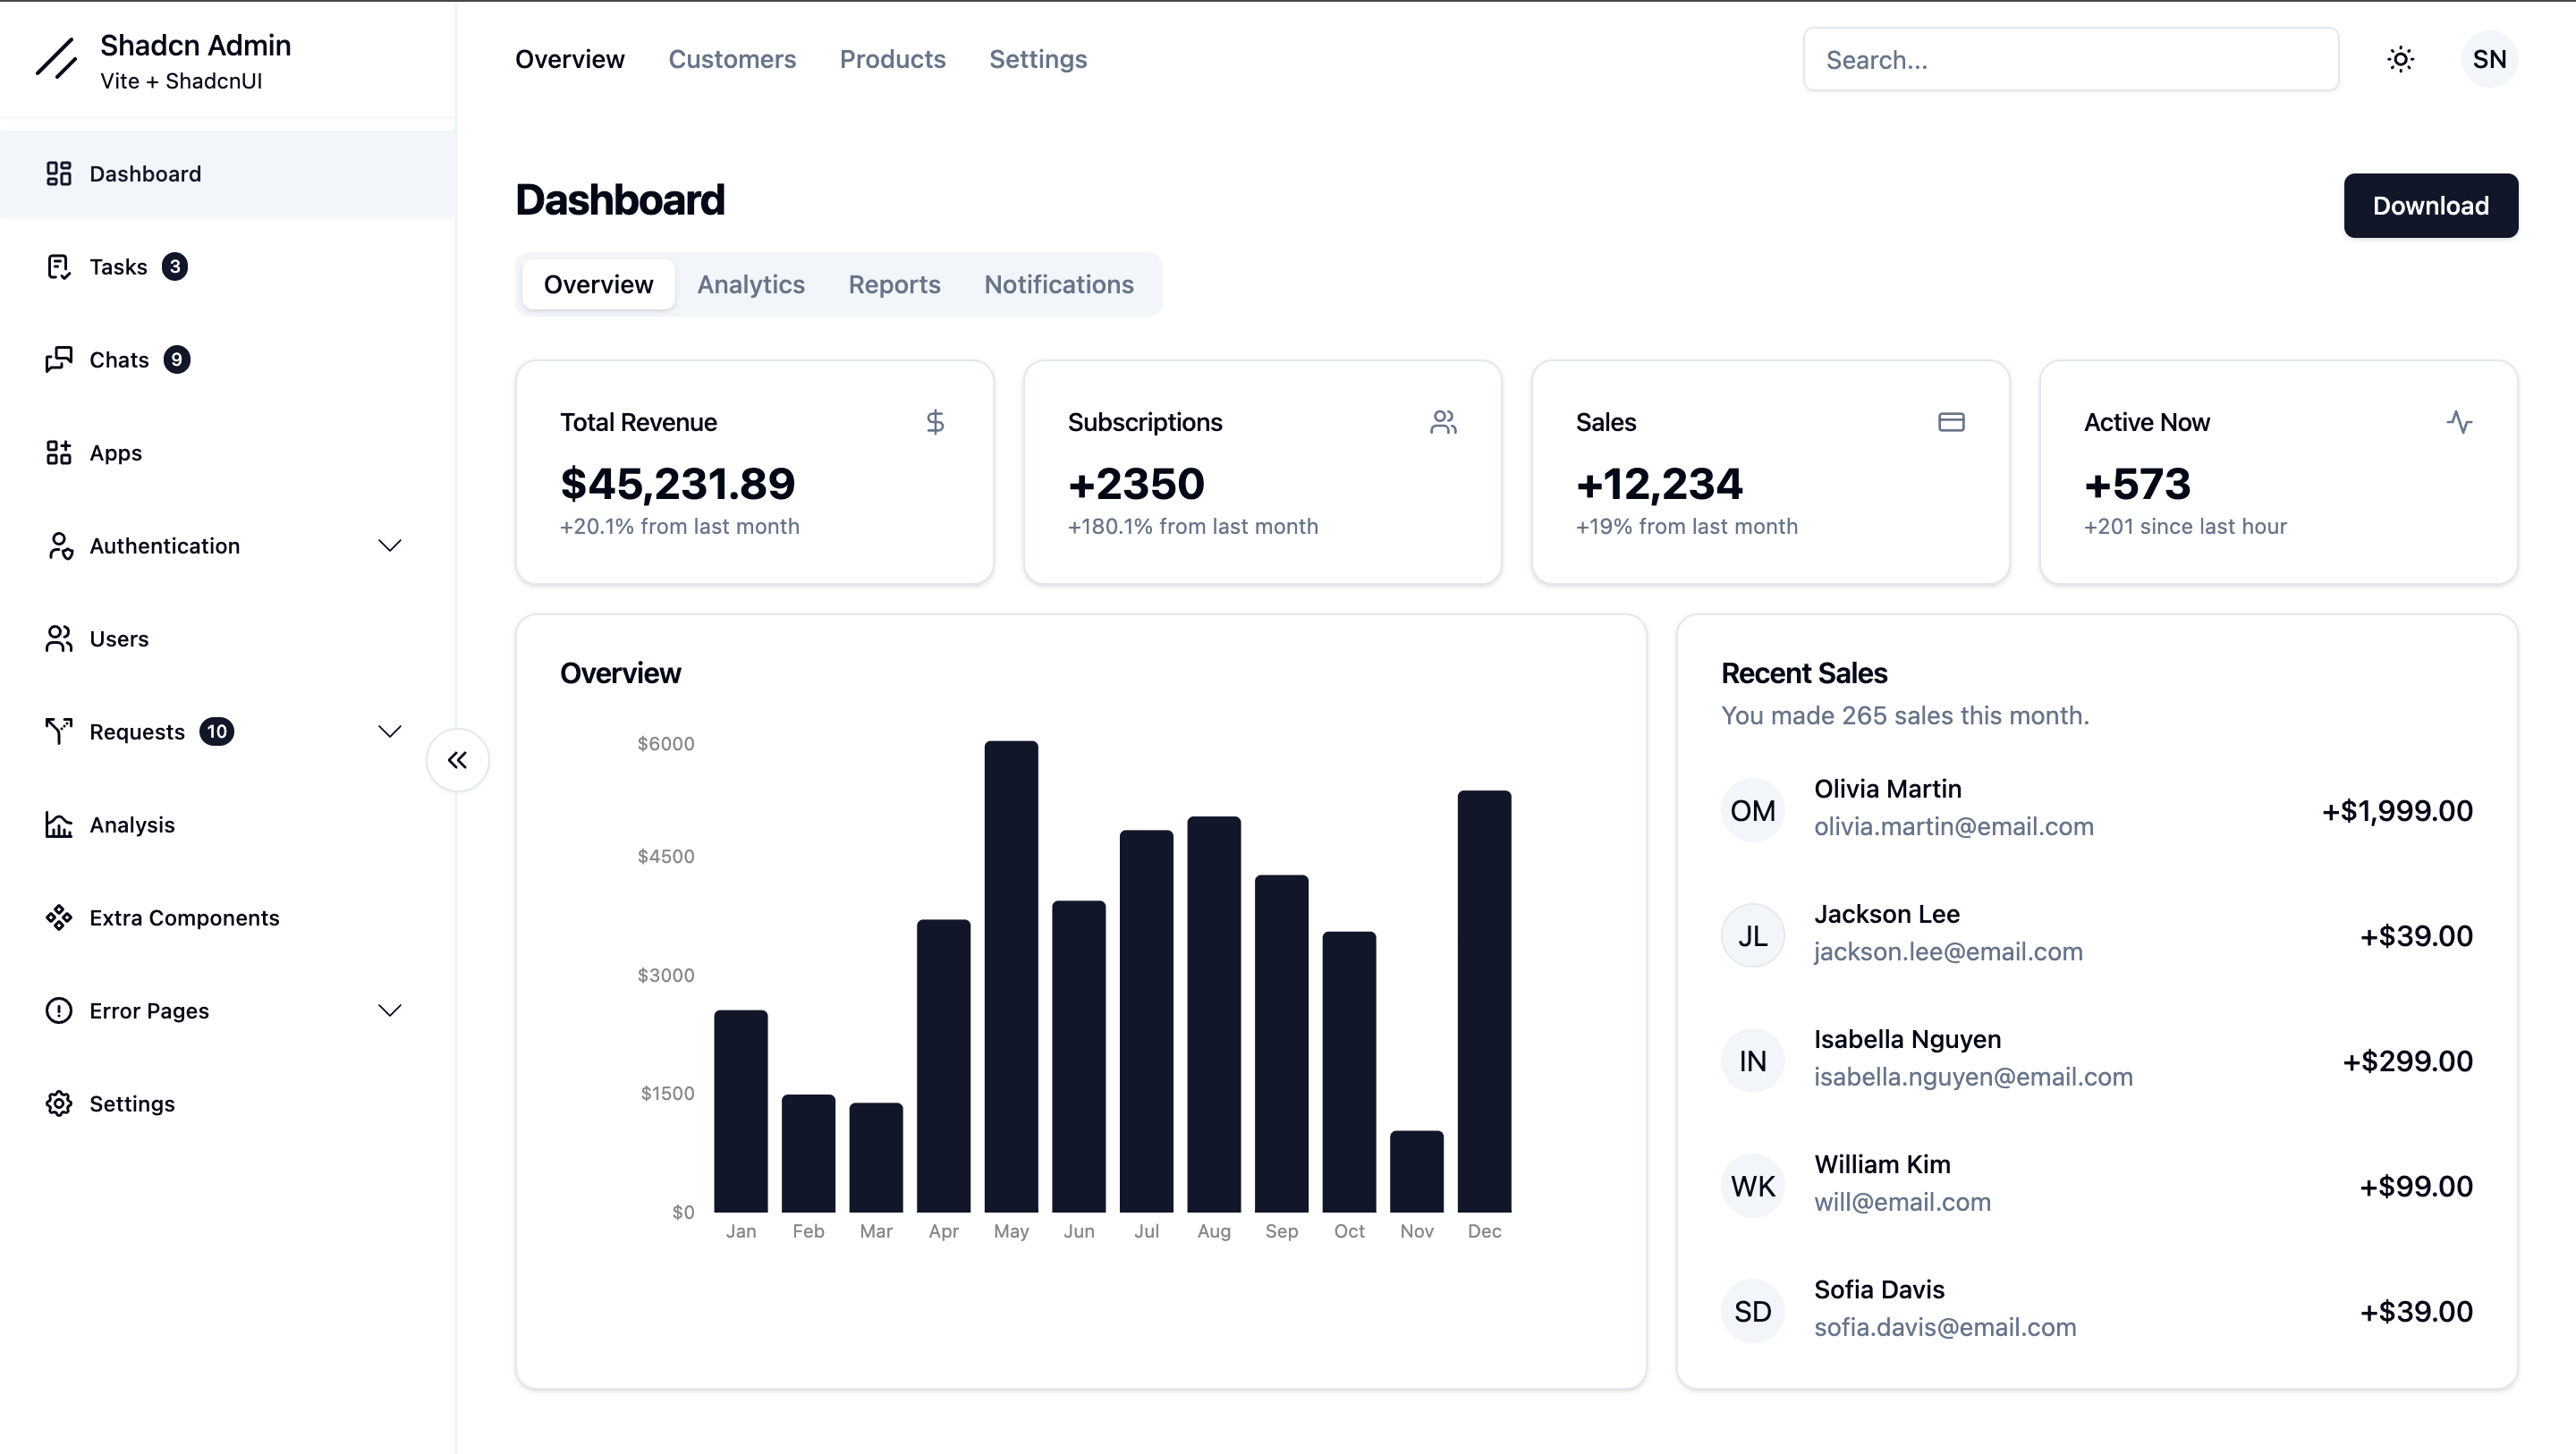 Shadcn Admin
Vite + ShadcnUI
Dashboard
Tasks 3
Chats 9
Apps
Authentication
Users
Requests 10
Analysis
Extra Components
Error Pages
Settings
Overview Customers Products Settings
Search...
SN
Dashboard
Download
Overview Analytics Reports Notifications
Total Revenue
$45,231.89
+20.1% from last month
Subscriptions
+2350
+180.1% from last month
Sales
+12,234
+19% from last month
Active Now
+573
+201 since last hour
Overview
$6000
$4500
$3000
$1500
$0
Jan Feb Mar Apr May Jun Jul Aug Sep Oct Nov Dec
Recent Sales
You made 265 sales this month.
OM
Olivia Martin
olivia.martin@email.com
+$1,999.00
JL
Jackson Lee
jackson.lee@email.com
+$39.00
IN
Isabella Nguyen
isabella.nguyen@email.com
+$299.00
WK
William Kim
will@email.com
+$99.00
SD
Sofia Davis
sofia.davis@email.com
+$39.00